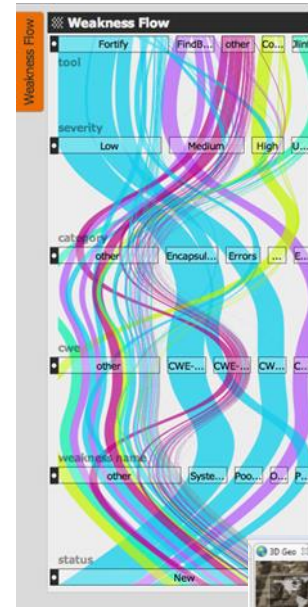 Weakness Flow
Weakness Flow
Fortify FindB... other Co... Jlint
tool
severity
Low Medium High U...
category
other Encapsul... Errors ... E...
cwe
other CWE-... CWE-... CW... C...
weakness name
other Syste... Poo... O... P...
status
New
3D Geo